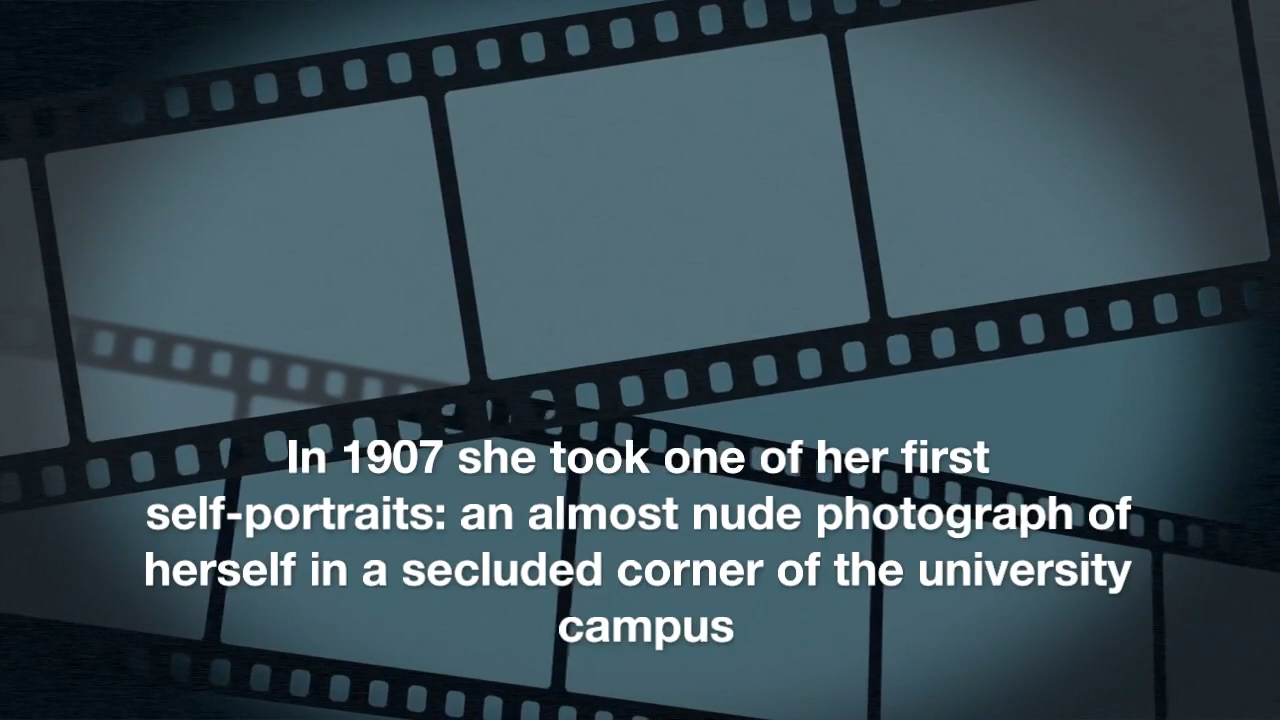 In 1907 she took one of her first
self-portraits: an almost nude photograph of
herself in a secluded corner of the university
campus